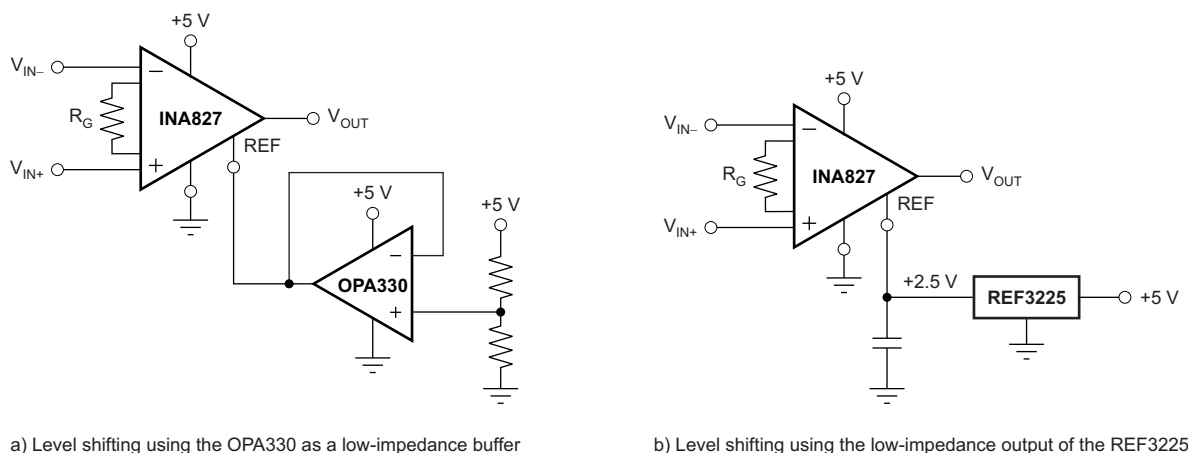 +5 V
V_IN–
−
R_G
INA827
V_OUT
REF
V_IN+
+
+5 V
+5 V
−
OPA330
+
a) Level shifting using the OPA330 as a low-impedance buffer
+5 V
V_IN–
−
R_G
INA827
V_OUT
REF
V_IN+
+
+2.5 V
REF3225
+5 V
b) Level shifting using the low-impedance output of the REF3225